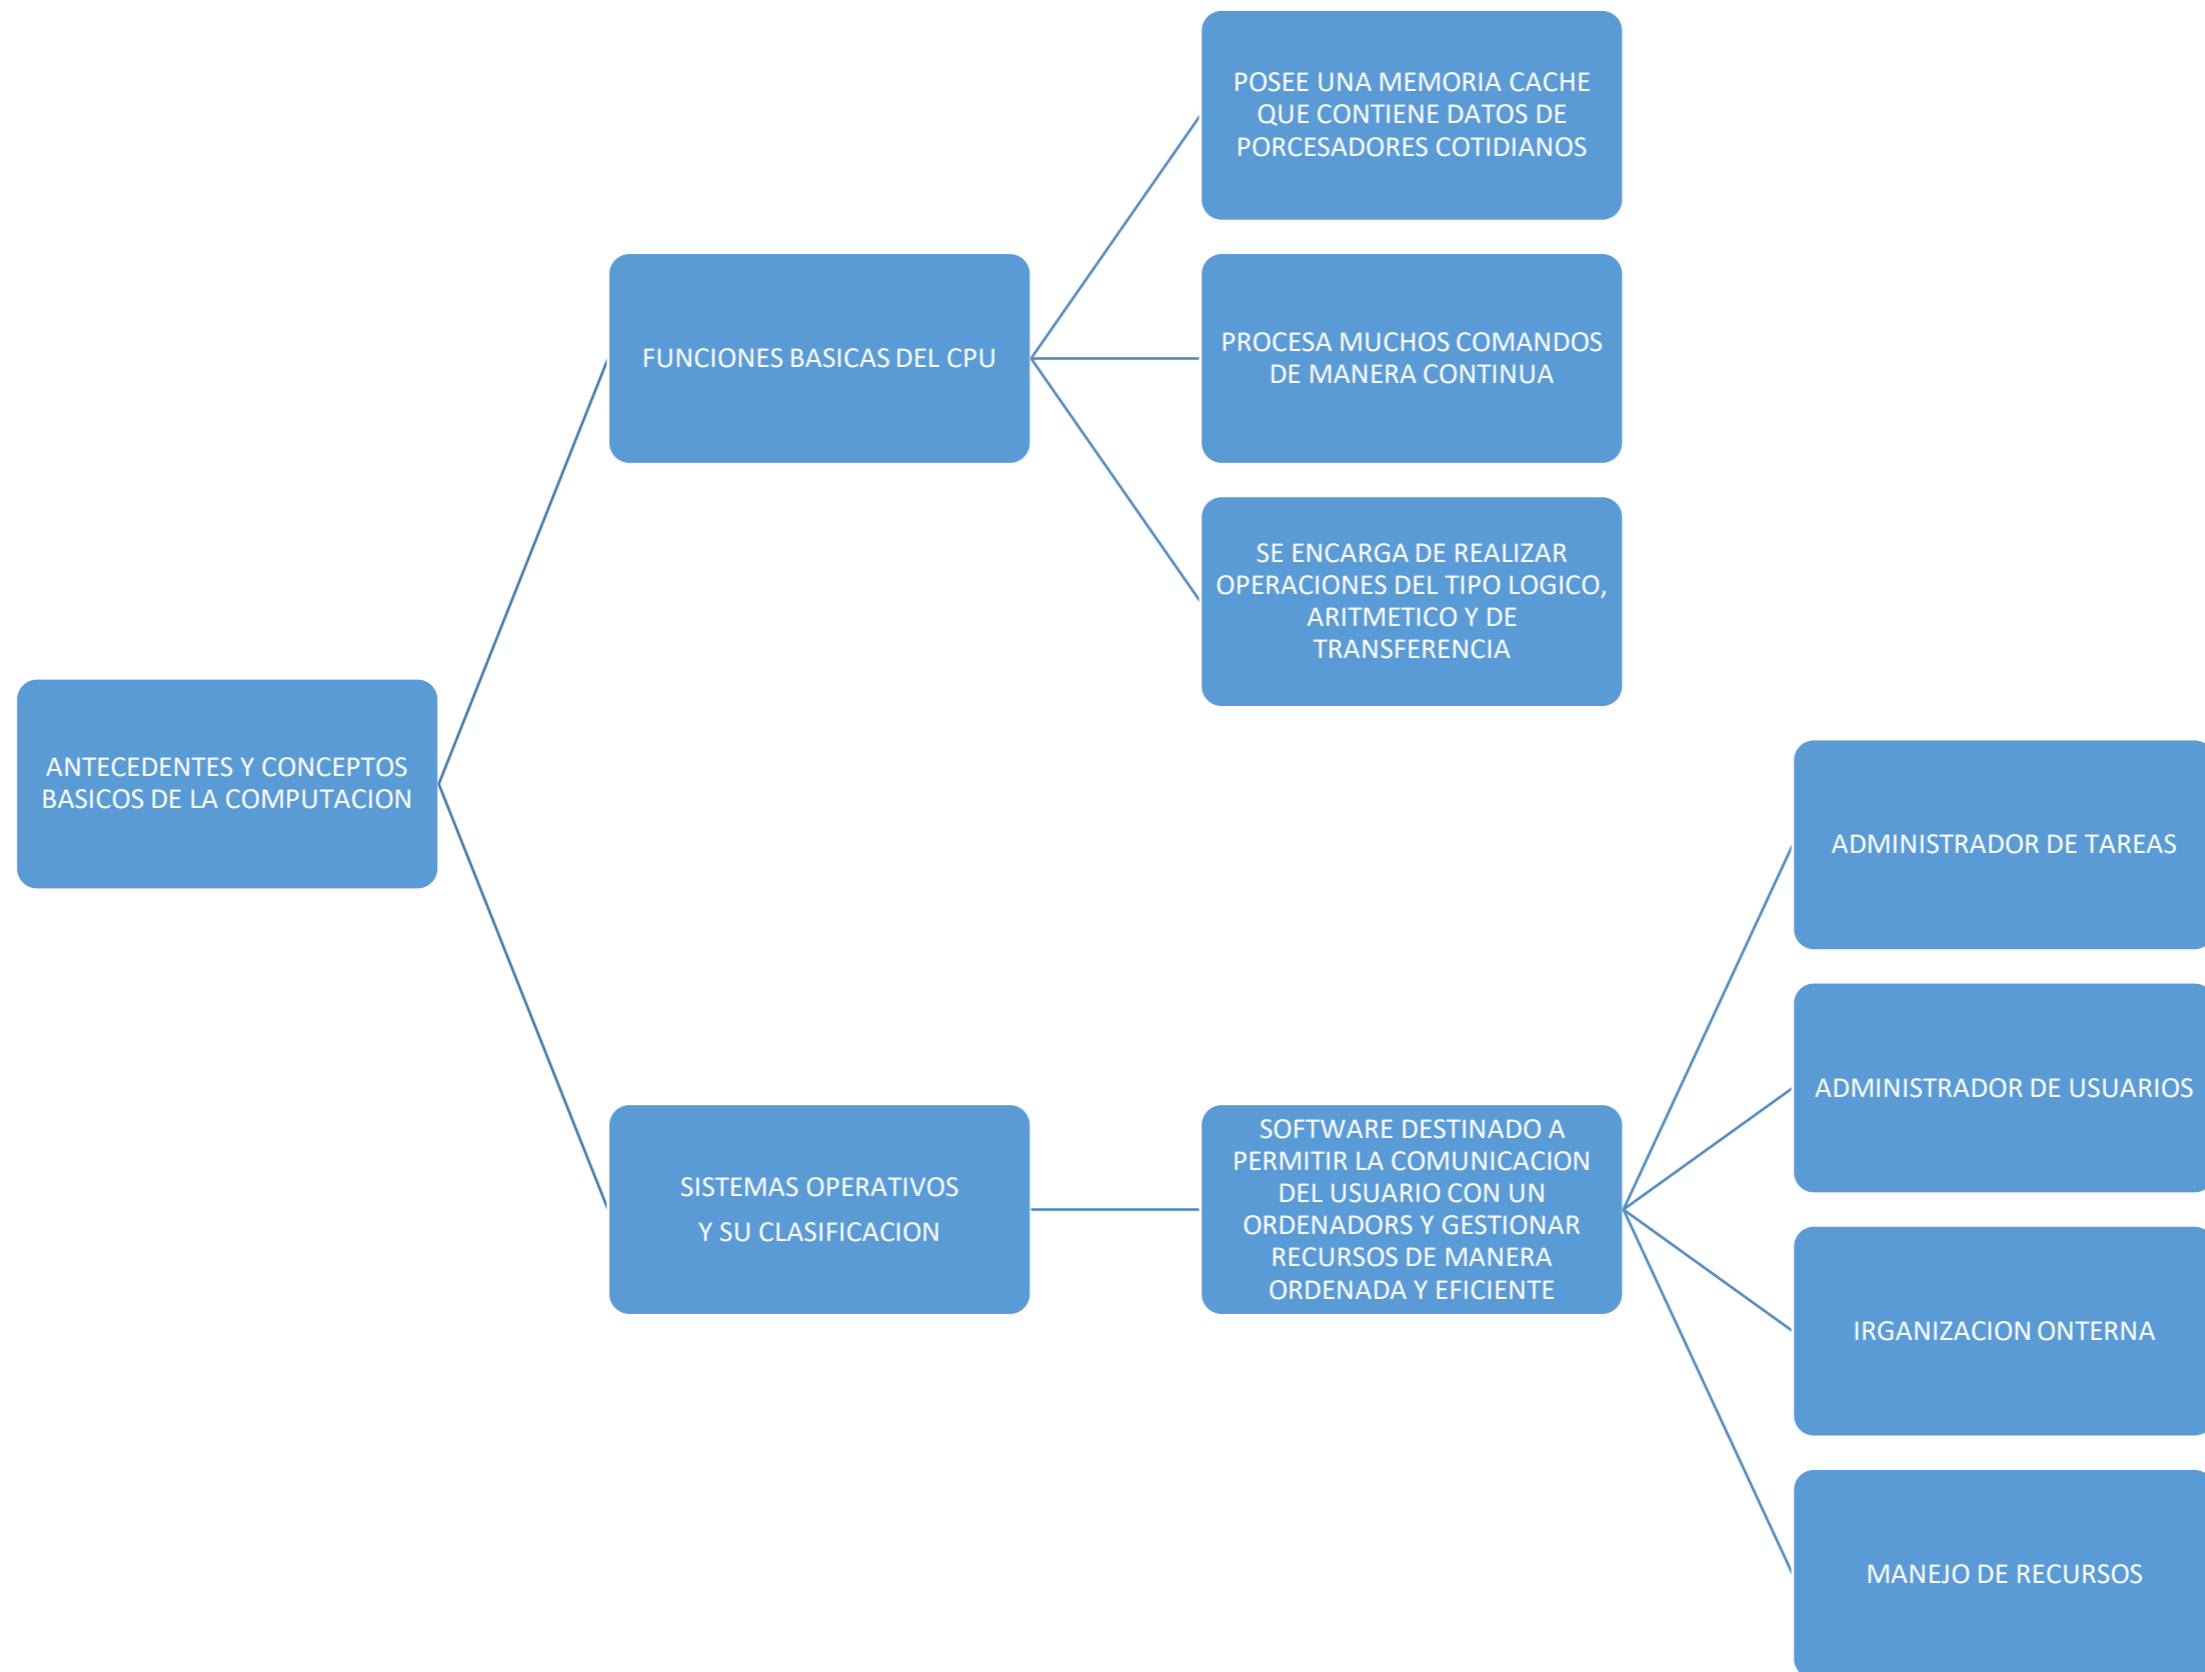 ANTECEDENTES Y CONCEPTOS
BASICOS DE LA COMPUTACION
FUNCIONES BASICAS DEL CPU
POSEE UNA MEMORIA CACHE
QUE CONTIENE DATOS DE
PORCESADORES COTIDIANOS
PROCESA MUCHOS COMANDOS
DE MANERA CONTINUA
SE ENCARGA DE REALIZAR
OPERACIONES DEL TIPO LOGICO,
ARITMETICO Y DE
TRANSFERENCIA
SISTEMAS OPERATIVOS
Y SU CLASIFICACION
SOFTWARE DESTINADO A
PERMITIR LA COMUNICACION
DEL USUARIO CON UN
ORDENADORS Y GESTIONAR
RECURSOS DE MANERA
ORDENADA Y EFICIENTE
ADMINISTRADOR DE TAREAS
ADMINISTRADOR DE USUARIOS
IRGANIZACION ONTERNA
MANEJO DE RECURSOS